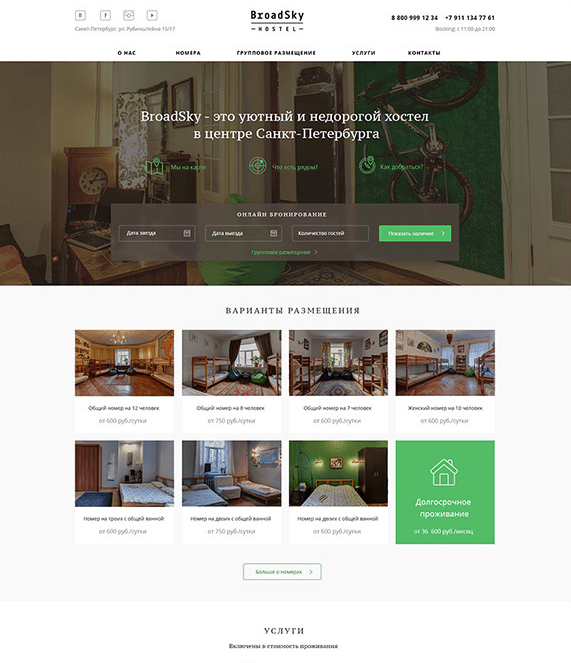 BroadSky
HOSTEL
8 800 999 12 34 +7 911 134 77 61
Санкт-Петербург, ул. Рубинштейна 15/17
Booking: с 11:00 до 21:00
О НАС НОМЕРА ГРУППОВОЕ РАЗМЕЩЕНИЕ УСЛУГИ КОНТАКТЫ
BroadSky - это уютный и недорогой хостел
в центре Санкт-Петербурга
Мы на карте Что есть рядом? Как добраться?
ОНЛАЙН БРОНИРОВАНИЕ
Дата заезда Дата выезда Количество гостей Показать наличие
Групповое размещение
ВАРИАНТЫ РАЗМЕЩЕНИЯ
Общий номер на 12 человек Общий номер на 8 человек Общий номер на 7 человек Женский номер на 10 человек
от 600 руб./сутки от 750 руб./сутки от 600 руб./сутки от 600 руб./сутки
Номер на троих с общей ванной Номер на двоих с общей ванной Номер на двоих с общей ванной
от 600 руб./сутки от 750 руб./сутки от 600 руб./сутки
Долгосрочное
проживание
от 36 600 руб./месяц
Больше о номерах
УСЛУГИ
Включены в стоимость проживания